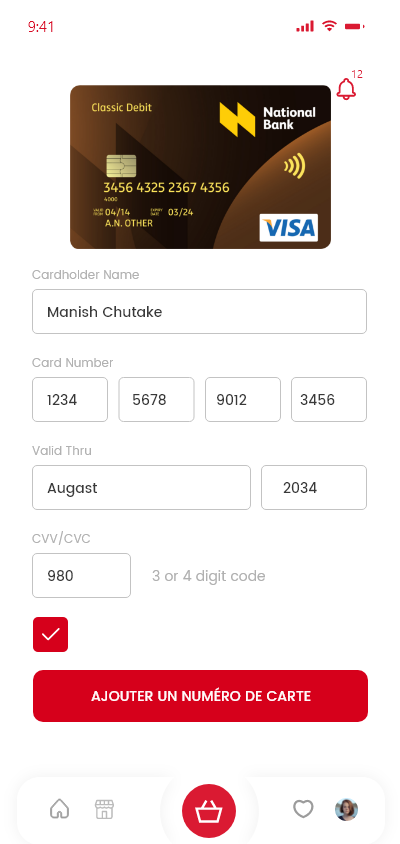 9:41
12
Classic Debit
National
Bank
3456 4325 2367 4356
4000
VALID FROM 04/14 EXPIRY DATE 03/24
A.N. OTHER
VISA
Cardholder Name
Manish Chutake
Card Number
1234 5678 9012 3456
Valid Thru
Augast 2034
CVV/CVC
980 3 or 4 digit code
AJOUTER UN NUMÉRO DE CARTE